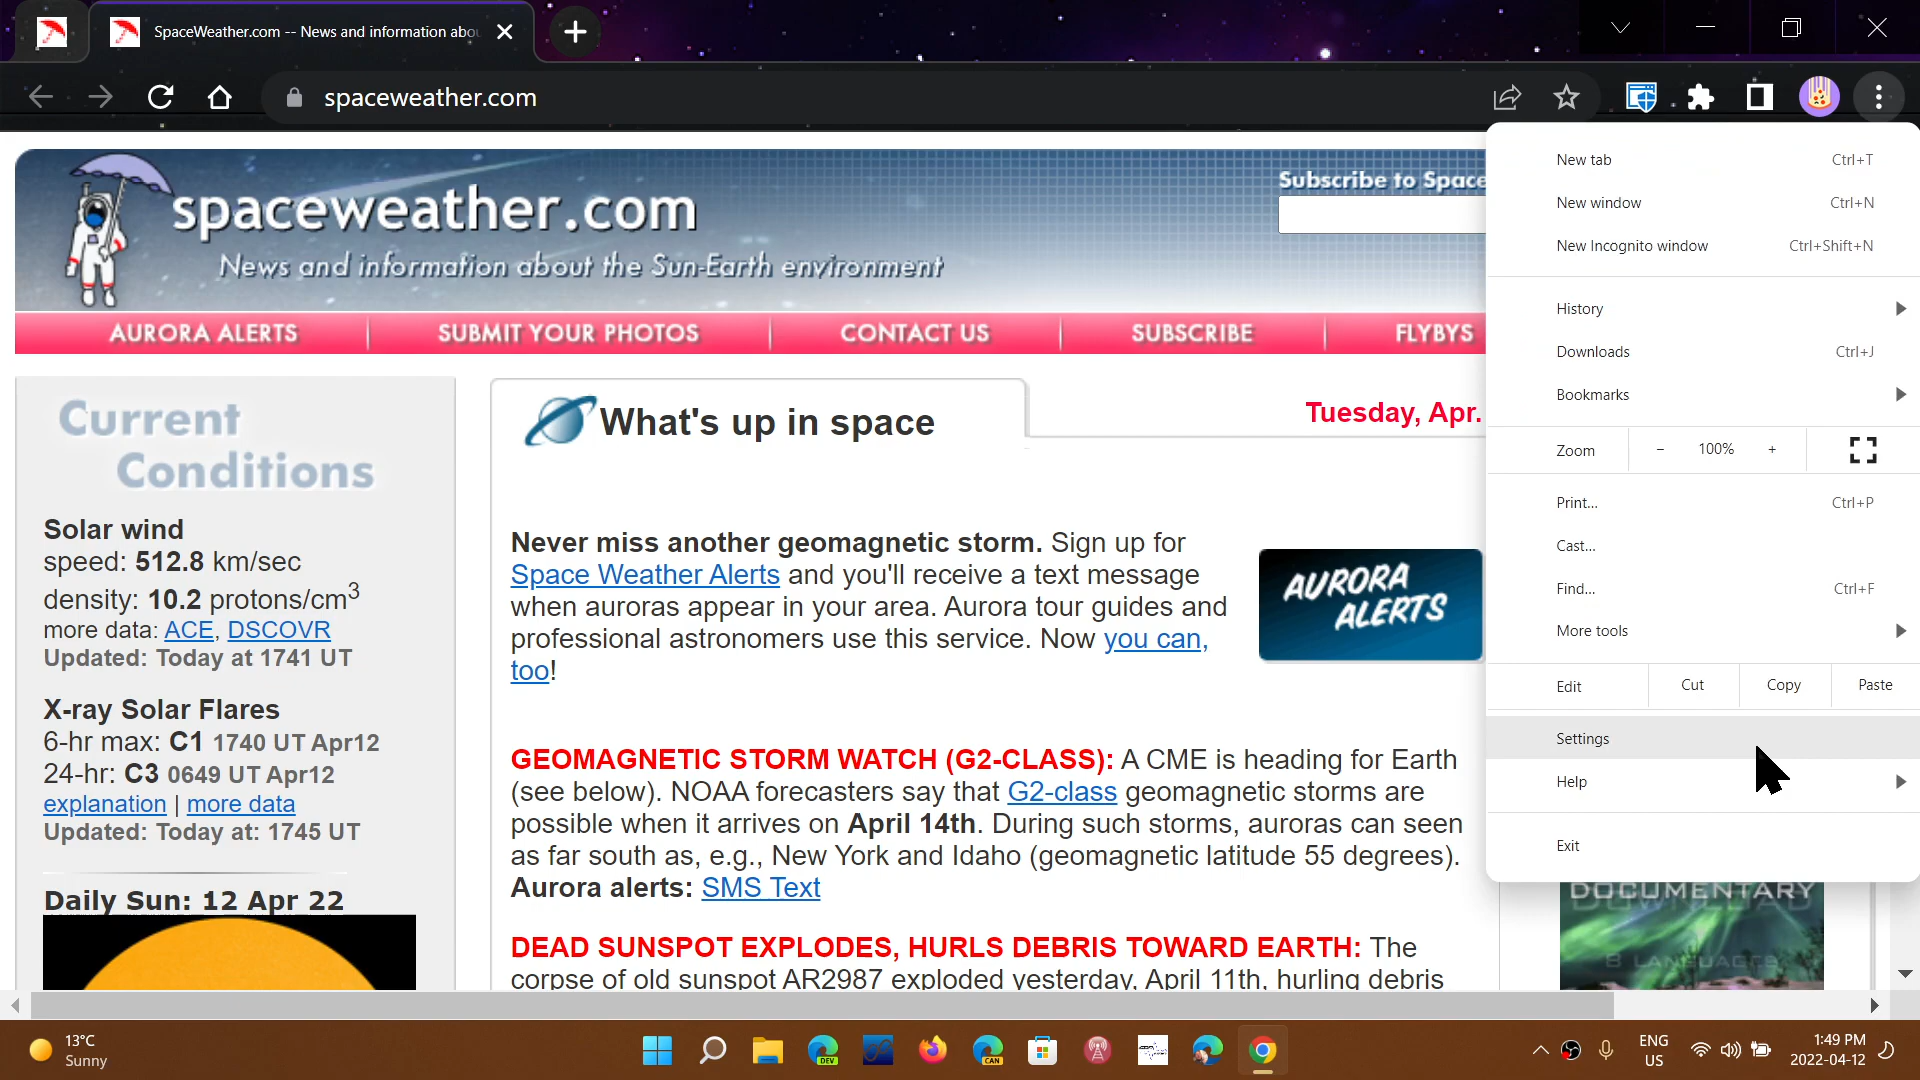 SpaceWeather.com -- News and information abou
spaceweather.com
spaceweather.com
News and information about the Sun-Earth environment
Subscribe to Space
AURORA ALERTS
SUBMIT YOUR PHOTOS
CONTACT US
SUBSCRIBE
FLYBYS
Current
Conditions
Solar wind
speed: 512.8 km/sec
density: 10.2 protons/cm3
more data: ACE, DSCOVR
Updated: Today at 1741 UT
X-ray Solar Flares
6-hr max: C1 1740 UT Apr12
24-hr: C3 0649 UT Apr12
explanation | more data
Updated: Today at: 1745 UT
Daily Sun: 12 Apr 22
What's up in space
Tuesday, Apr.
Never miss another geomagnetic storm. Sign up for
Space Weather Alerts and you'll receive a text message
when auroras appear in your area. Aurora tour guides and
professional astronomers use this service. Now you can,
too!
AURORA
ALERTS
GEOMAGNETIC STORM WATCH (G2-CLASS): A CME is heading for Earth
(see below). NOAA forecasters say that G2-class geomagnetic storms are
possible when it arrives on April 14th. During such storms, auroras can seen
as far south as, e.g., New York and Idaho (geomagnetic latitude 55 degrees).
Aurora alerts: SMS Text
DEAD SUNSPOT EXPLODES, HURLS DEBRIS TOWARD EARTH: The
corpse of old sunspot AR2987 exploded yesterday, April 11th, hurling debris
New tab Ctrl+T
New window Ctrl+N
New Incognito window Ctrl+Shift+N
History
Downloads Ctrl+J
Bookmarks
Zoom - 100% +
Print... Ctrl+P
Cast...
Find... Ctrl+F
More tools
Edit Cut Copy Paste
Settings
Help
Exit
DOCUMENTARY
DOWNLOAD
8 LANGUAGES
13°C
Sunny
DEV
CAN
ENG
US
1:49 PM
2022-04-12